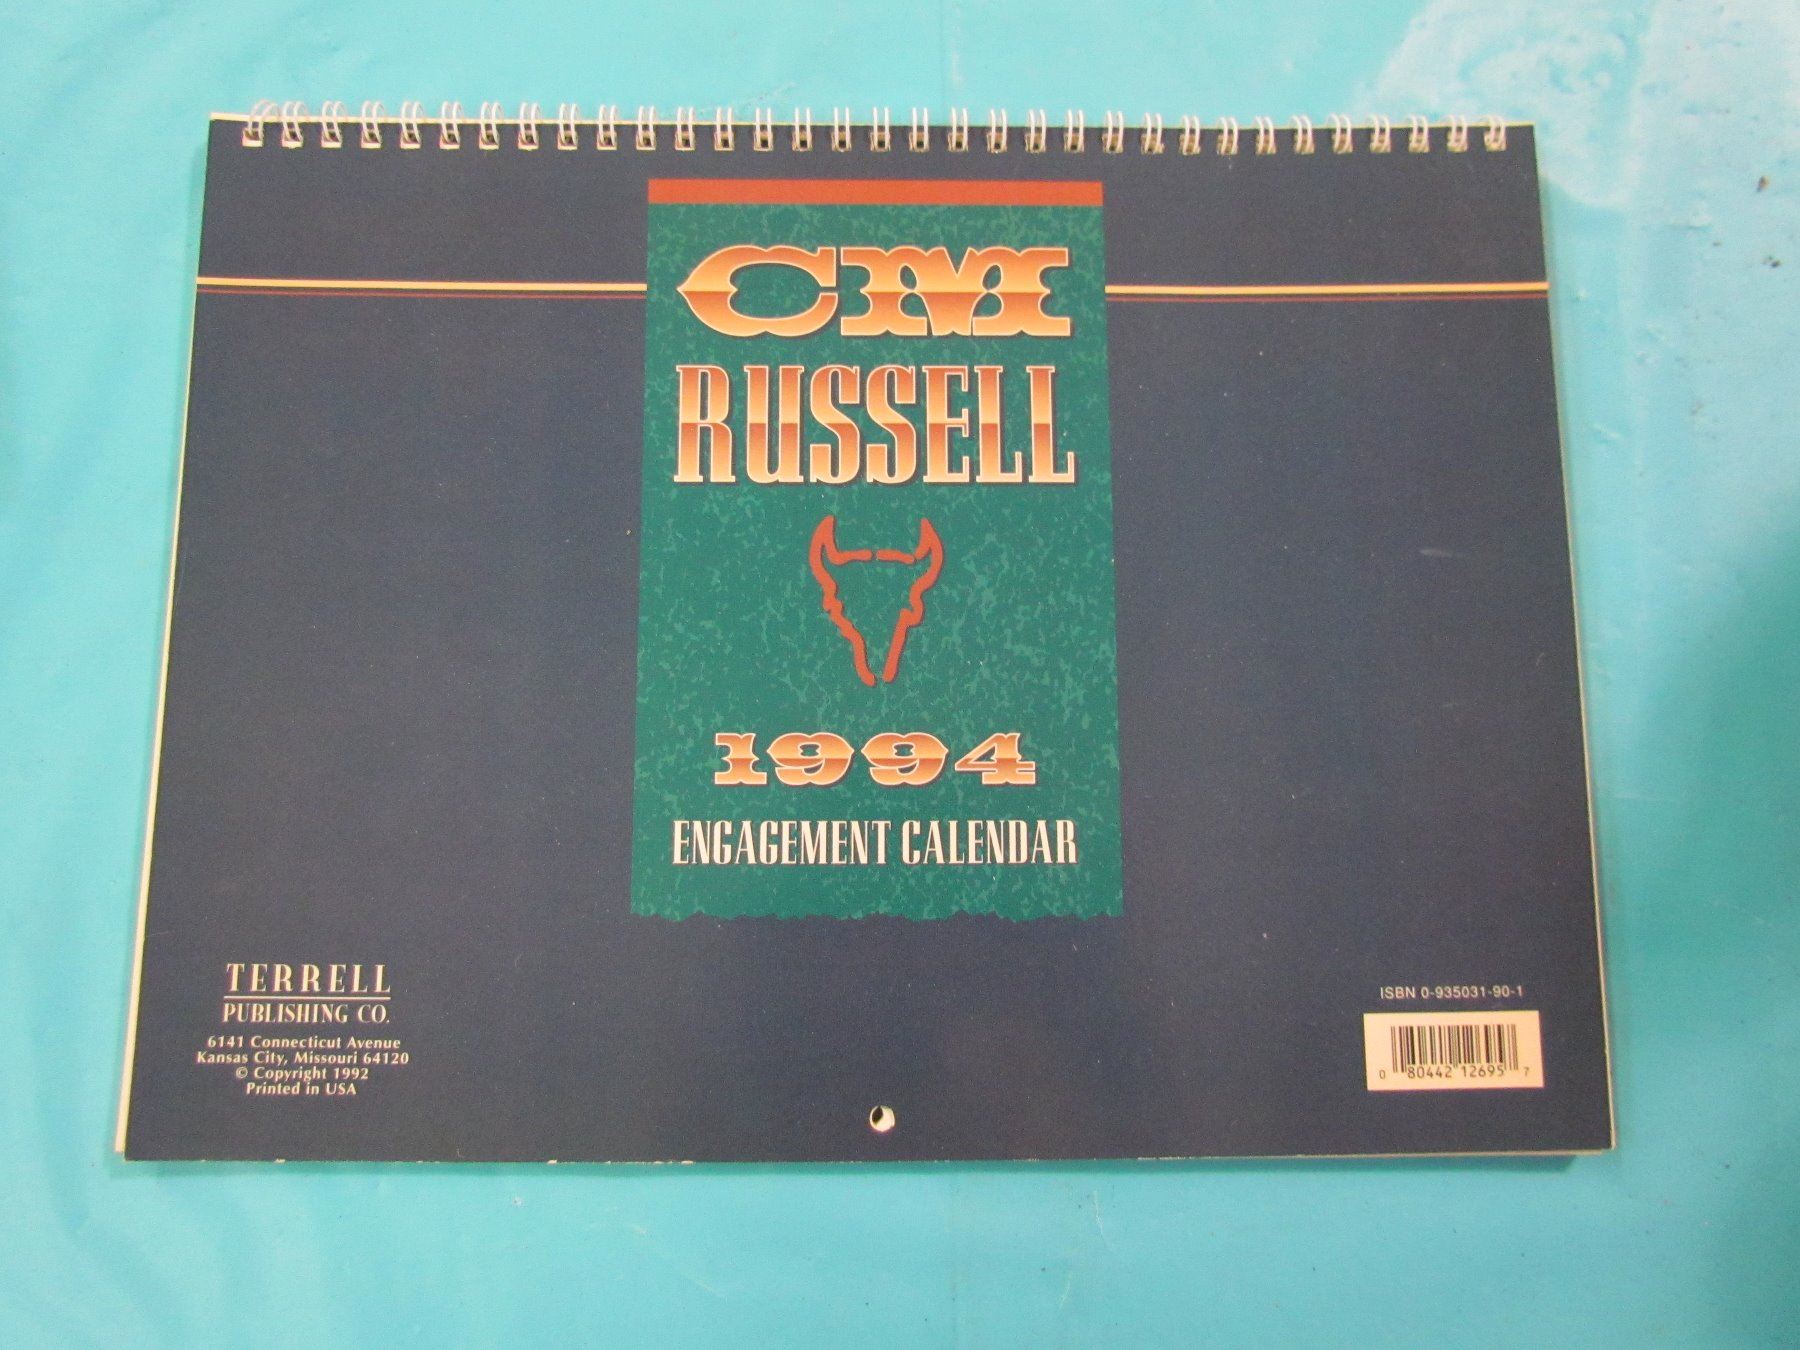 CM
RUSSELL
1994
ENGAGEMENT CALENDAR
TERRELL
PUBLISHING CO.
6141 Connecticut Avenue
Kansas City, Missouri 64120
© Copyright 1992
Printed in USA
ISBN 0-935031-90-1
0 80442 12695 7